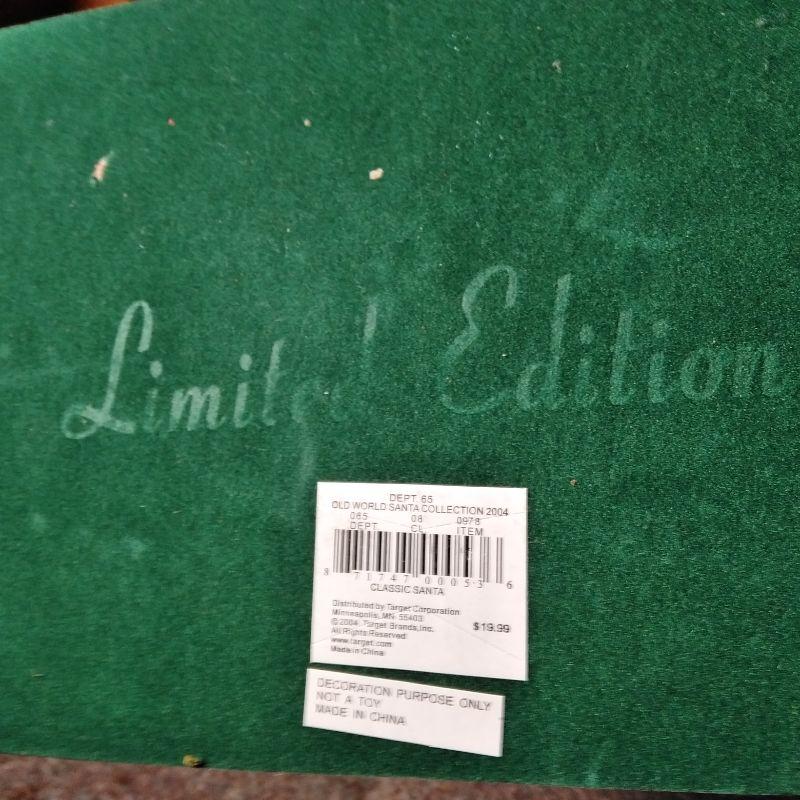 Limited Edition
DEPT 65
OLD WORLD SANTA COLLECTION 2004
065 08 0978
DEPT CL ITEM
8 71747 00053 6
CLASSIC SANTA
Distributed by Target Corporation
Minneapolis, MN 55403
© 2004 Target Brands, Inc.
All Rights Reserved
www.target.com
Made in China
$19.99
DECORATION PURPOSE ONLY
NOT A TOY
MADE IN CHINA